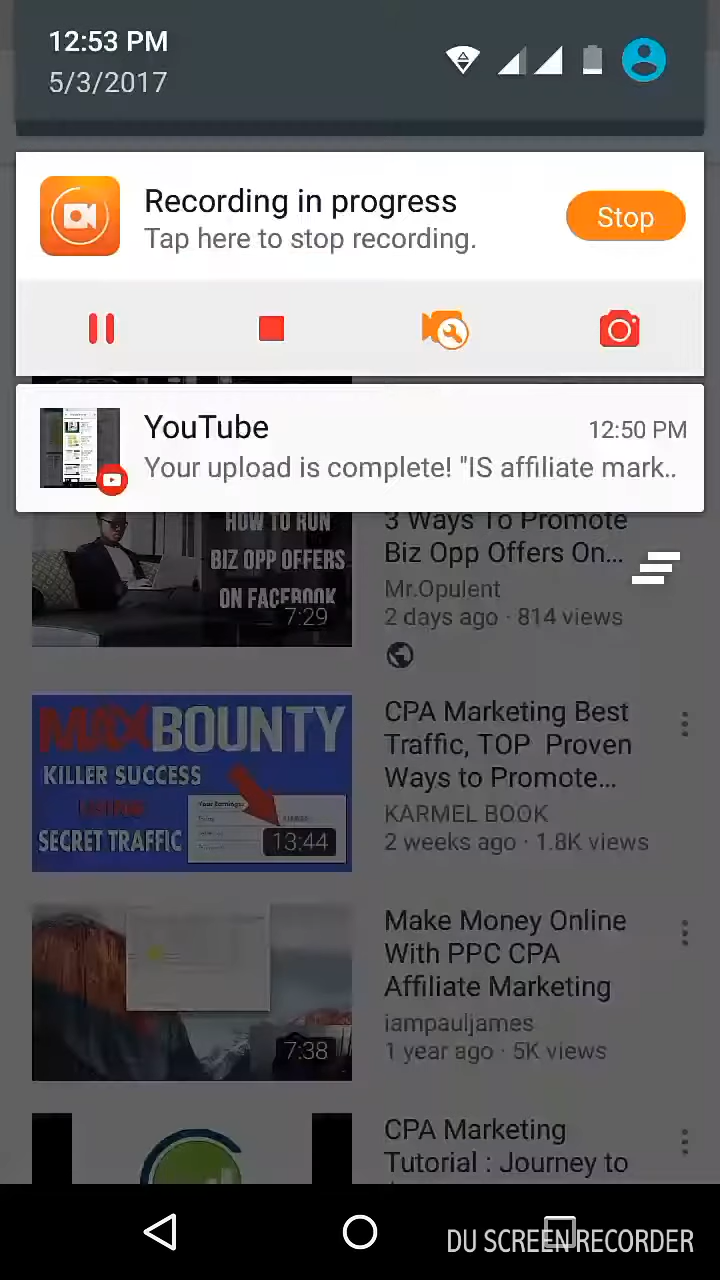 12:53 PM
5/3/2017
Recording in progress
Tap here to stop recording.
Stop
YouTube
12:50 PM
Your upload is complete! "IS affiliate mark..
HOW TO RUN
BIZ OPP OFFERS
ON FACEBOOK
7:29
3 Ways To Promote
Biz Opp Offers On...
Mr.Opulent
2 days ago · 814 views
MAXBOUNTY
KILLER SUCCESS
USING
SECRET TRAFFIC
Your Earnings:
13:44
CPA Marketing Best
Traffic, TOP Proven
Ways to Promote...
KARMEL BOOK
2 weeks ago · 1.8K views
7:38
Make Money Online
With PPC CPA
Affiliate Marketing
iampauljames
1 year ago · 5K views
CPA Marketing
Tutorial : Journey to
DU SCREEN RECORDER